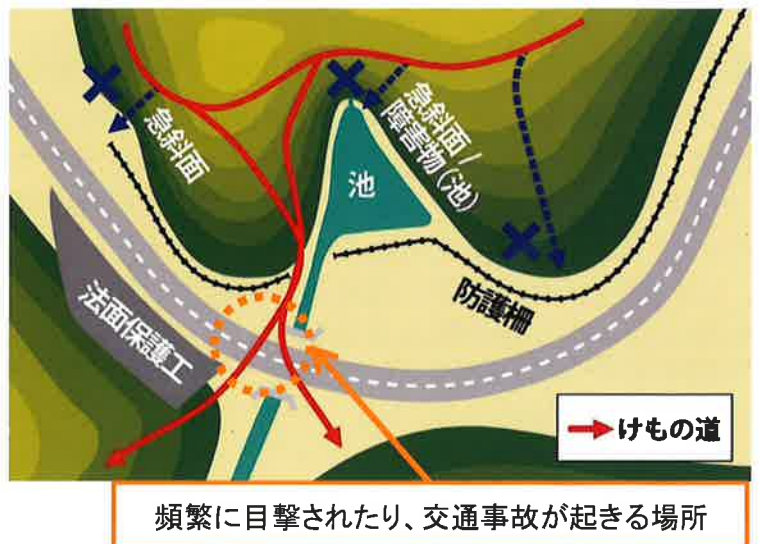 急斜面
急斜面/
障害物(池)
池
防護柵
法面保護工
けもの道
頻繁に目撃されたり、交通事故が起きる場所